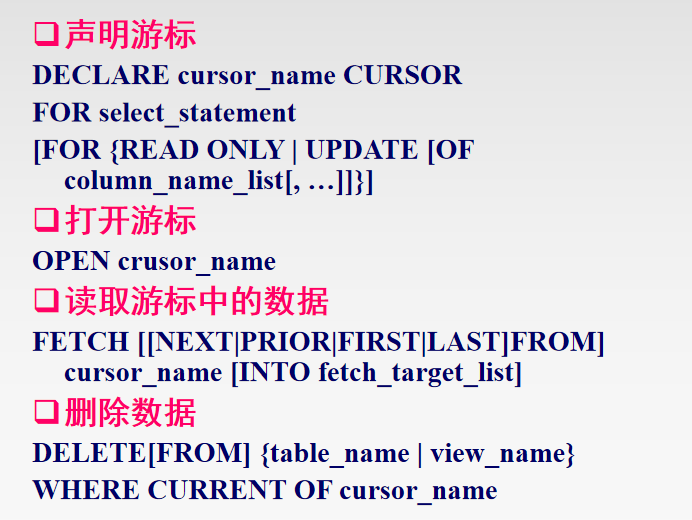 ❑声明游标
DECLARE cursor_name CURSOR
FOR select_statement
[FOR {READ ONLY | UPDATE [OF
column_name_list[, …]]}]
❑打开游标
OPEN crusor_name
❑读取游标中的数据
FETCH [[NEXT|PRIOR|FIRST|LAST]FROM]
cursor_name [INTO fetch_target_list]
❑删除数据
DELETE[FROM] {table_name | view_name}
WHERE CURRENT OF cursor_name